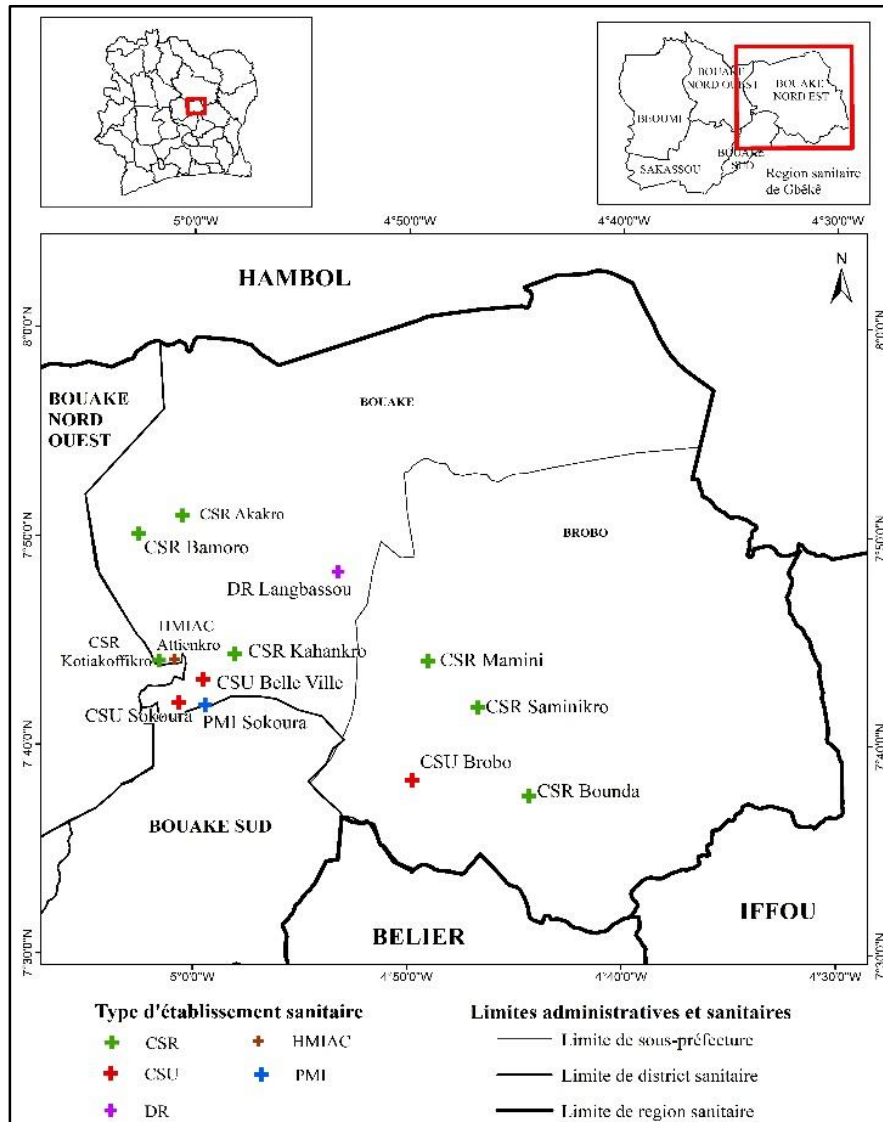 BOUAKE
NORD OUEST
BOUAKE
NORD EST
BEOUMI
BOUAKE
SUD
SAKASSOU
Region sanitaire
de Gbêkê
5°0'0"W
4°50'0"W
4°40'0"W
4°30'0"W
HAMBOL
N
8°0'0"N
8°0'0"N
BOUAKE
NORD
OUEST
BOUAKE
CSR Akakro
CSR Bamoro
7°50'0"N
7°50'0"N
BROBO
DR Langbassou
HMIAC
Attienkro
CSR
Kotiakoffikro
CSR Kahankro
CSR Mamini
CSU Belle Ville
CSU Sokoura
PMI Sokoura
CSR Saminikro
7°40'0"N
7°40'0"N
CSU Brobo
CSR Bounda
BOUAKE SUD
IFFOU
BELIER
7°30'0"N
7°30'0"N
5°0'0"W
4°50'0"W
4°40'0"W
4°30'0"W
Type d'établissement sanitaire
CSR
HMIAC
CSU
PMI
DR
Limites administratives et sanitaires
Limite de sous-préfecture
Limite de district sanitaire
Limite de region sanitaire